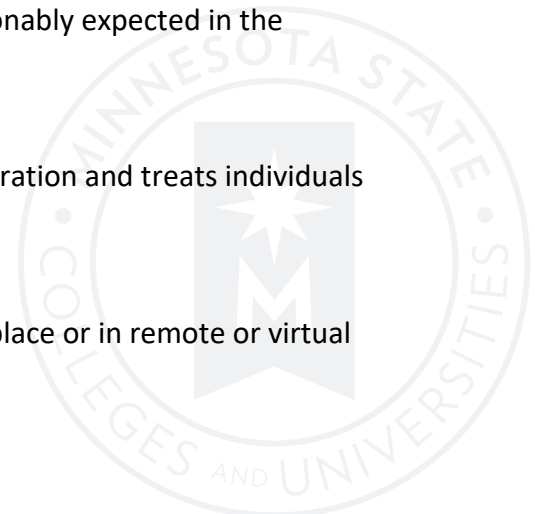 onably expected in the
ration and treats individuals
place or in remote or virtual
MINNESOTA STATE
COLLEGES AND UNIVERSITIES